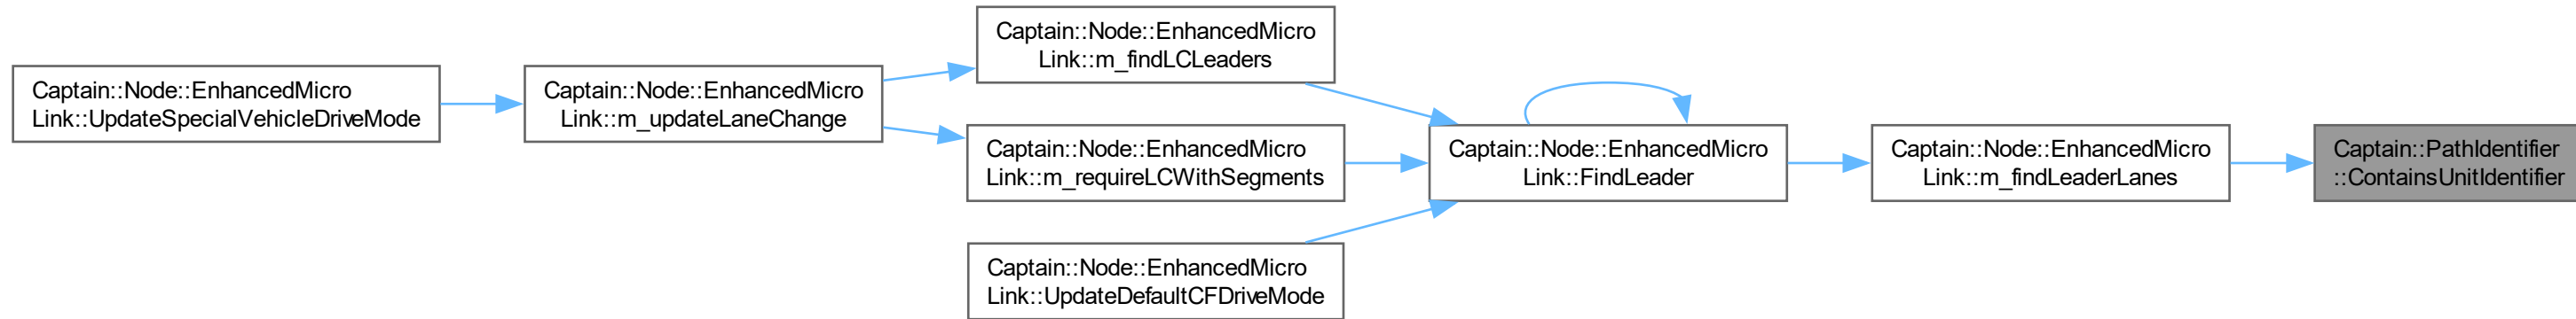 Captain::Node::EnhancedMicro
Link::UpdateSpecialVehicleDriveMode
Captain::Node::EnhancedMicro
Link::m_updateLaneChange
Captain::Node::EnhancedMicro
Link::m_findLCLeaders
Captain::Node::EnhancedMicro
Link::m_requireLCWithSegments
Captain::Node::EnhancedMicro
Link::UpdateDefaultCFDriveMode
Captain::Node::EnhancedMicro
Link::FindLeader
Captain::Node::EnhancedMicro
Link::m_findLeaderLanes
Captain::PathIdentifier
::ContainsUnitIdentifier